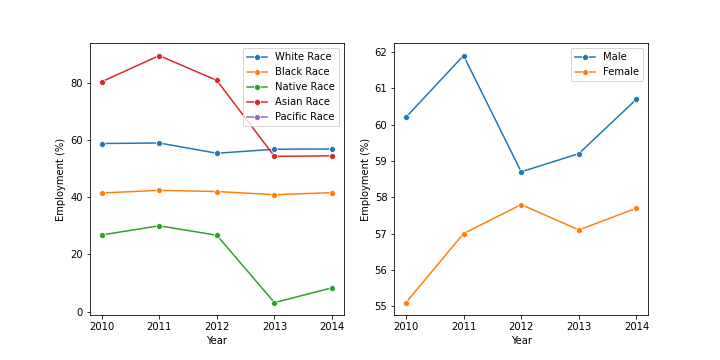 White Race
Black Race
Native Race
Asian Race
Pacific Race
80
60
40
20
0
Employment (%)
2010 2011 2012 2013 2014
Year
Male
Female
62
61
60
59
58
57
56
55
Employment (%)
2010 2011 2012 2013 2014
Year